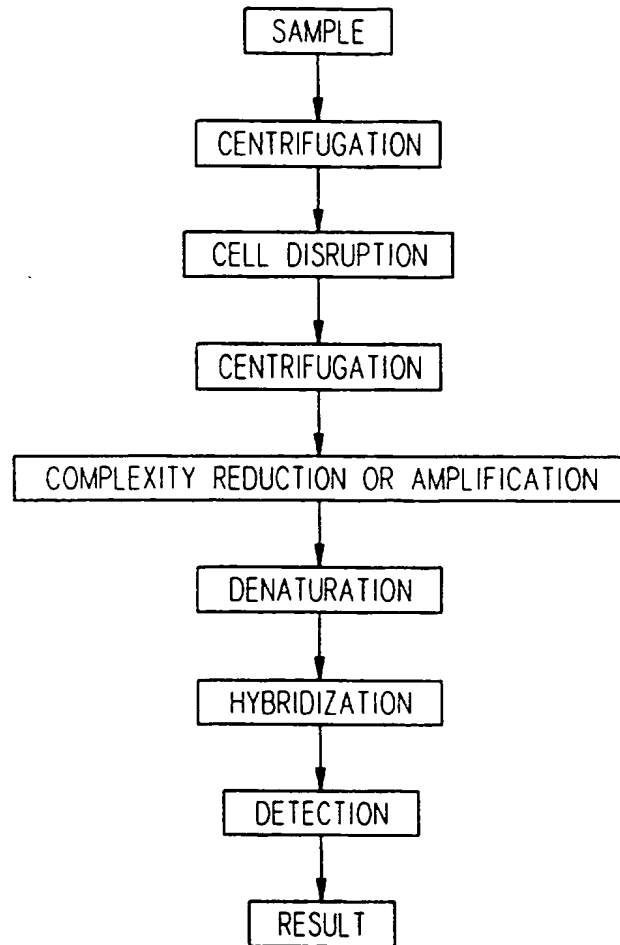 SAMPLE
CENTRIFUGATION
CELL DISRUPTION
CENTRIFUGATION
COMPLEXITY REDUCTION OR AMPLIFICATION
DENATURATION
HYBRIDIZATION
DETECTION
RESULT